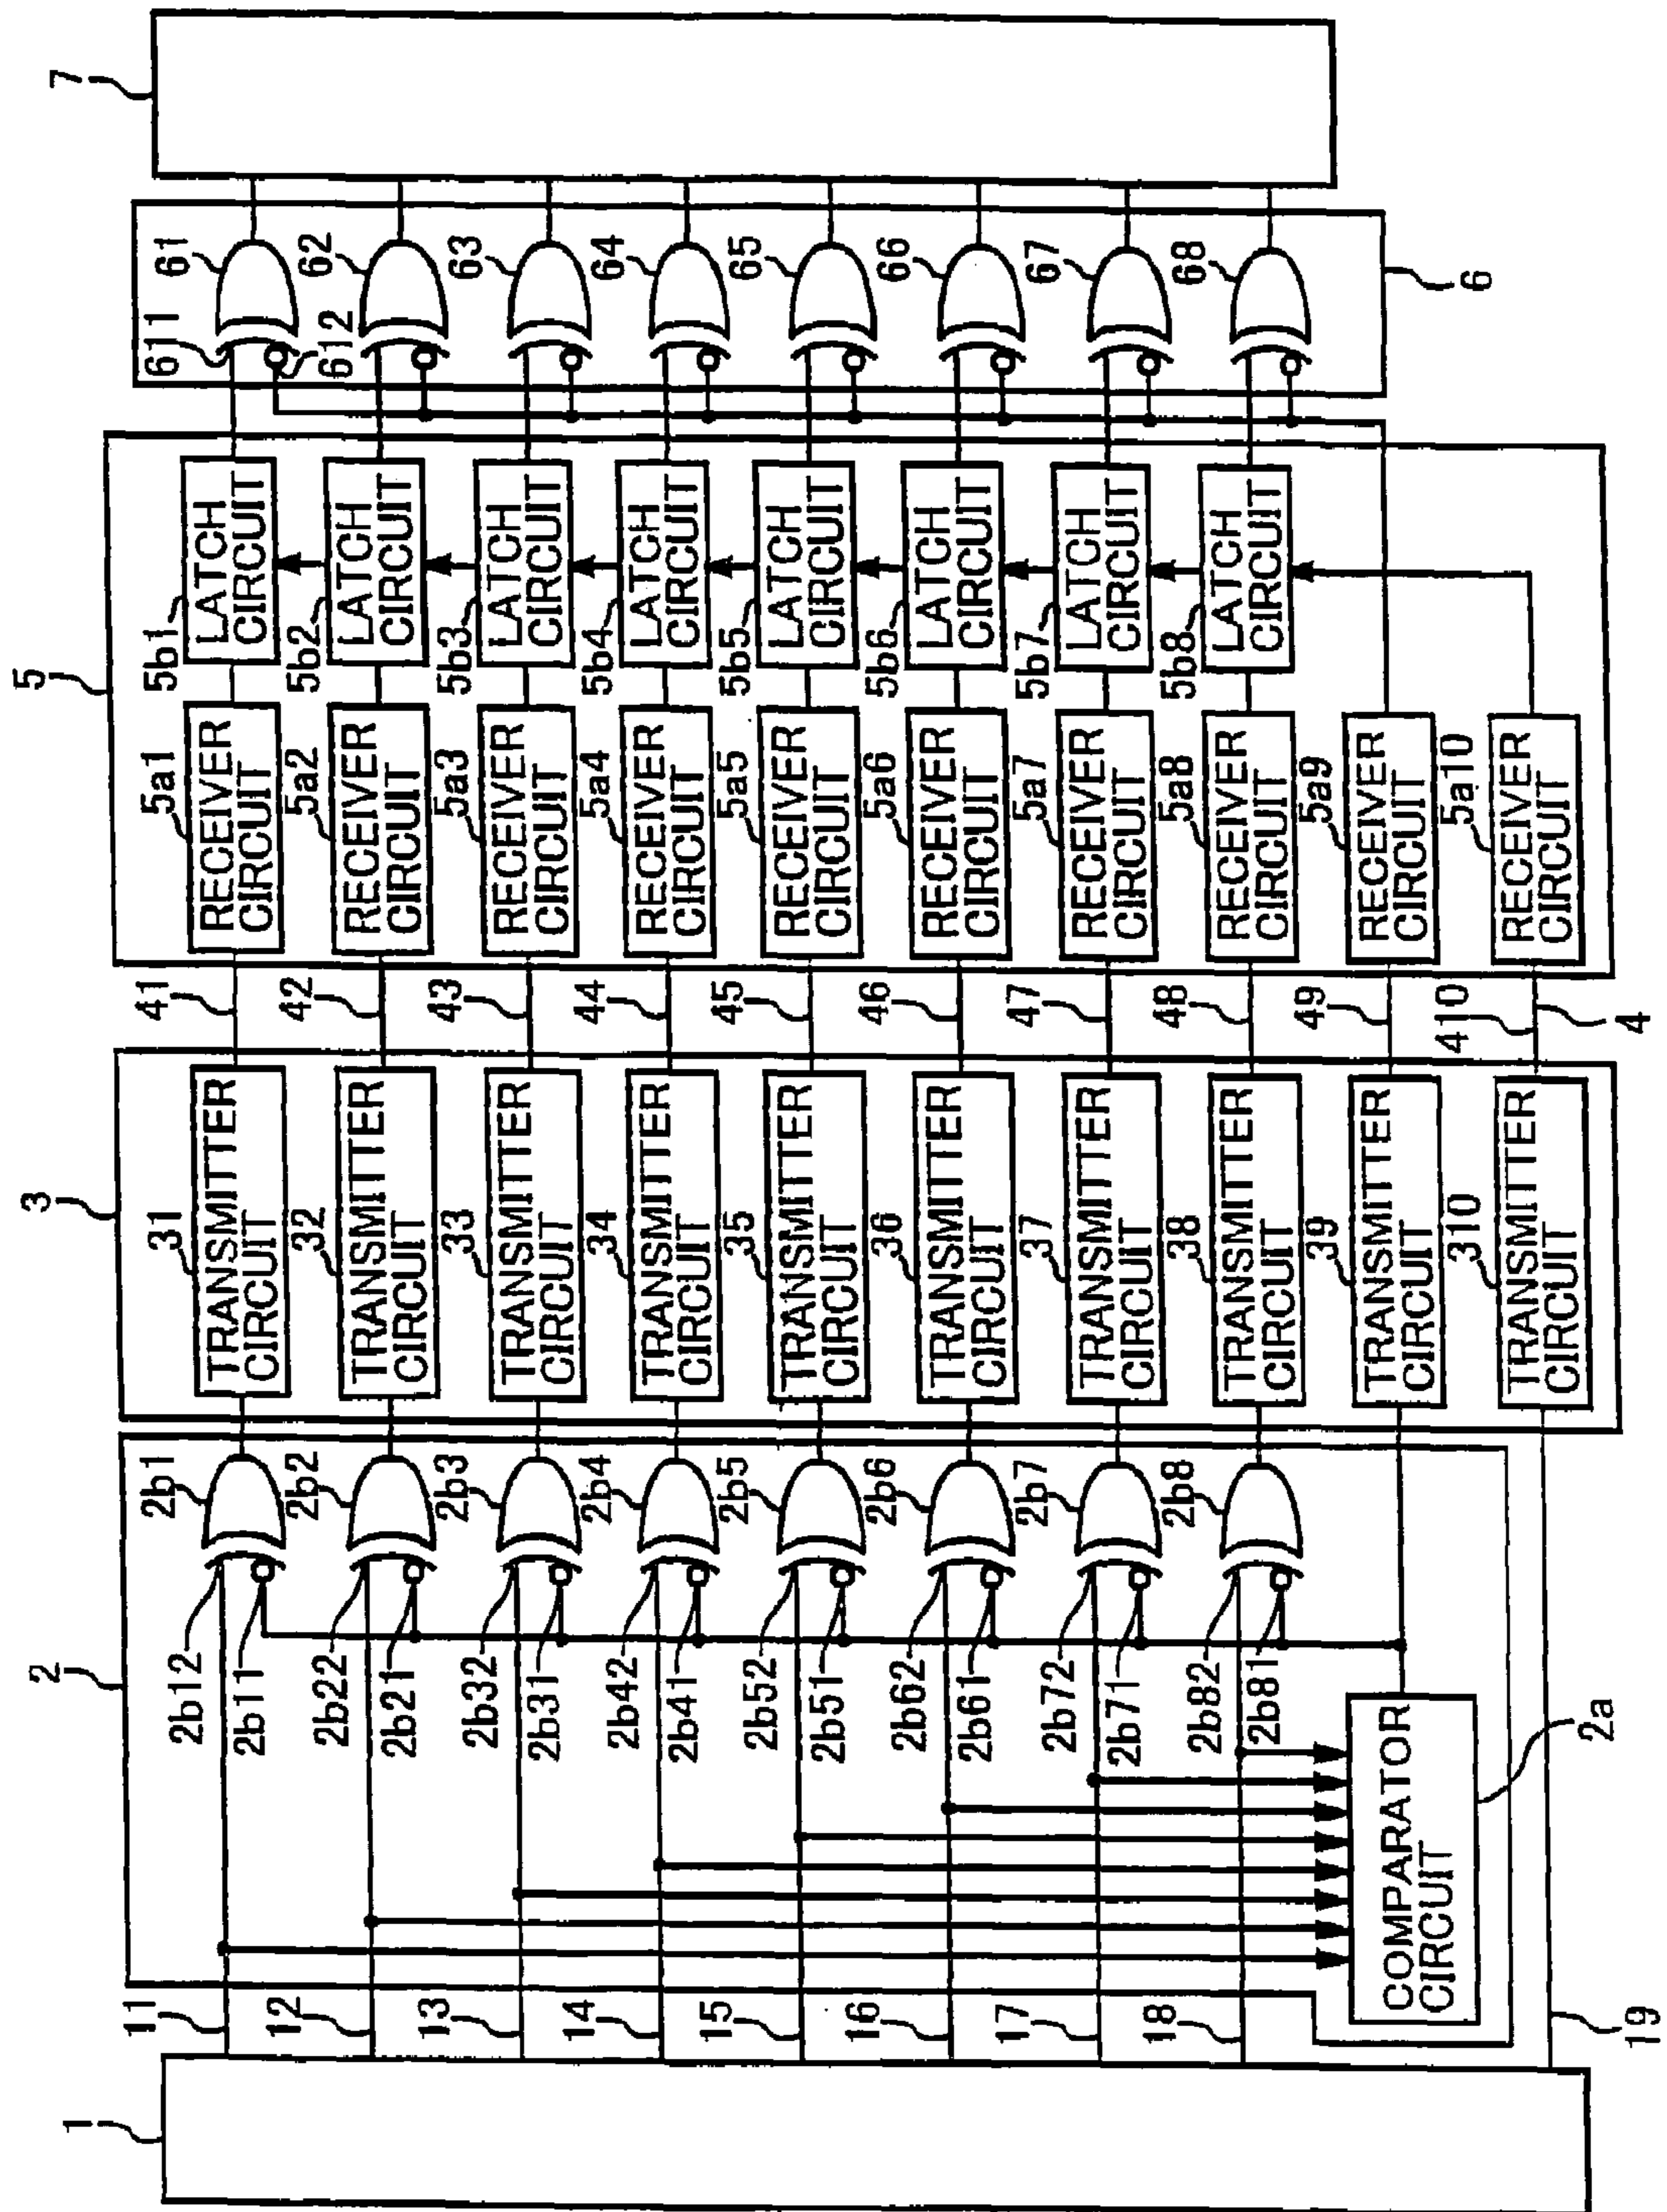 1
11
12
13
14
15
16
17
18
19
2
2b12
2b11
2b22
2b21
2b32
2b31
2b42
2b41
2b52
2b51
2b62
2b61
2b72
2b71
2b82
2b81
2b1
2b2
2b3
2b4
2b5
2b6
2b7
2b8
COMPARATOR
CIRCUIT
2a
3
31
TRANSMITTER
CIRCUIT
32
TRANSMITTER
CIRCUIT
33
TRANSMITTER
CIRCUIT
34
TRANSMITTER
CIRCUIT
35
TRANSMITTER
CIRCUIT
36
TRANSMITTER
CIRCUIT
37
TRANSMITTER
CIRCUIT
38
TRANSMITTER
CIRCUIT
39
TRANSMITTER
CIRCUIT
310
TRANSMITTER
CIRCUIT
41
42
43
44
45
46
47
48
49
410
4
5
5a1
RECEIVER
CIRCUIT
5a2
RECEIVER
CIRCUIT
5a3
RECEIVER
CIRCUIT
5a4
RECEIVER
CIRCUIT
5a5
RECEIVER
CIRCUIT
5a6
RECEIVER
CIRCUIT
5a7
RECEIVER
CIRCUIT
5a8
RECEIVER
CIRCUIT
5a9
RECEIVER
CIRCUIT
5a10
RECEIVER
CIRCUIT
5b1
LATCH
CIRCUIT
5b2
LATCH
CIRCUIT
5b3
LATCH
CIRCUIT
5b4
LATCH
CIRCUIT
5b5
LATCH
CIRCUIT
5b6
LATCH
CIRCUIT
5b7
LATCH
CIRCUIT
5b8
LATCH
CIRCUIT
611
612
61
62
63
64
65
66
67
68
6
7